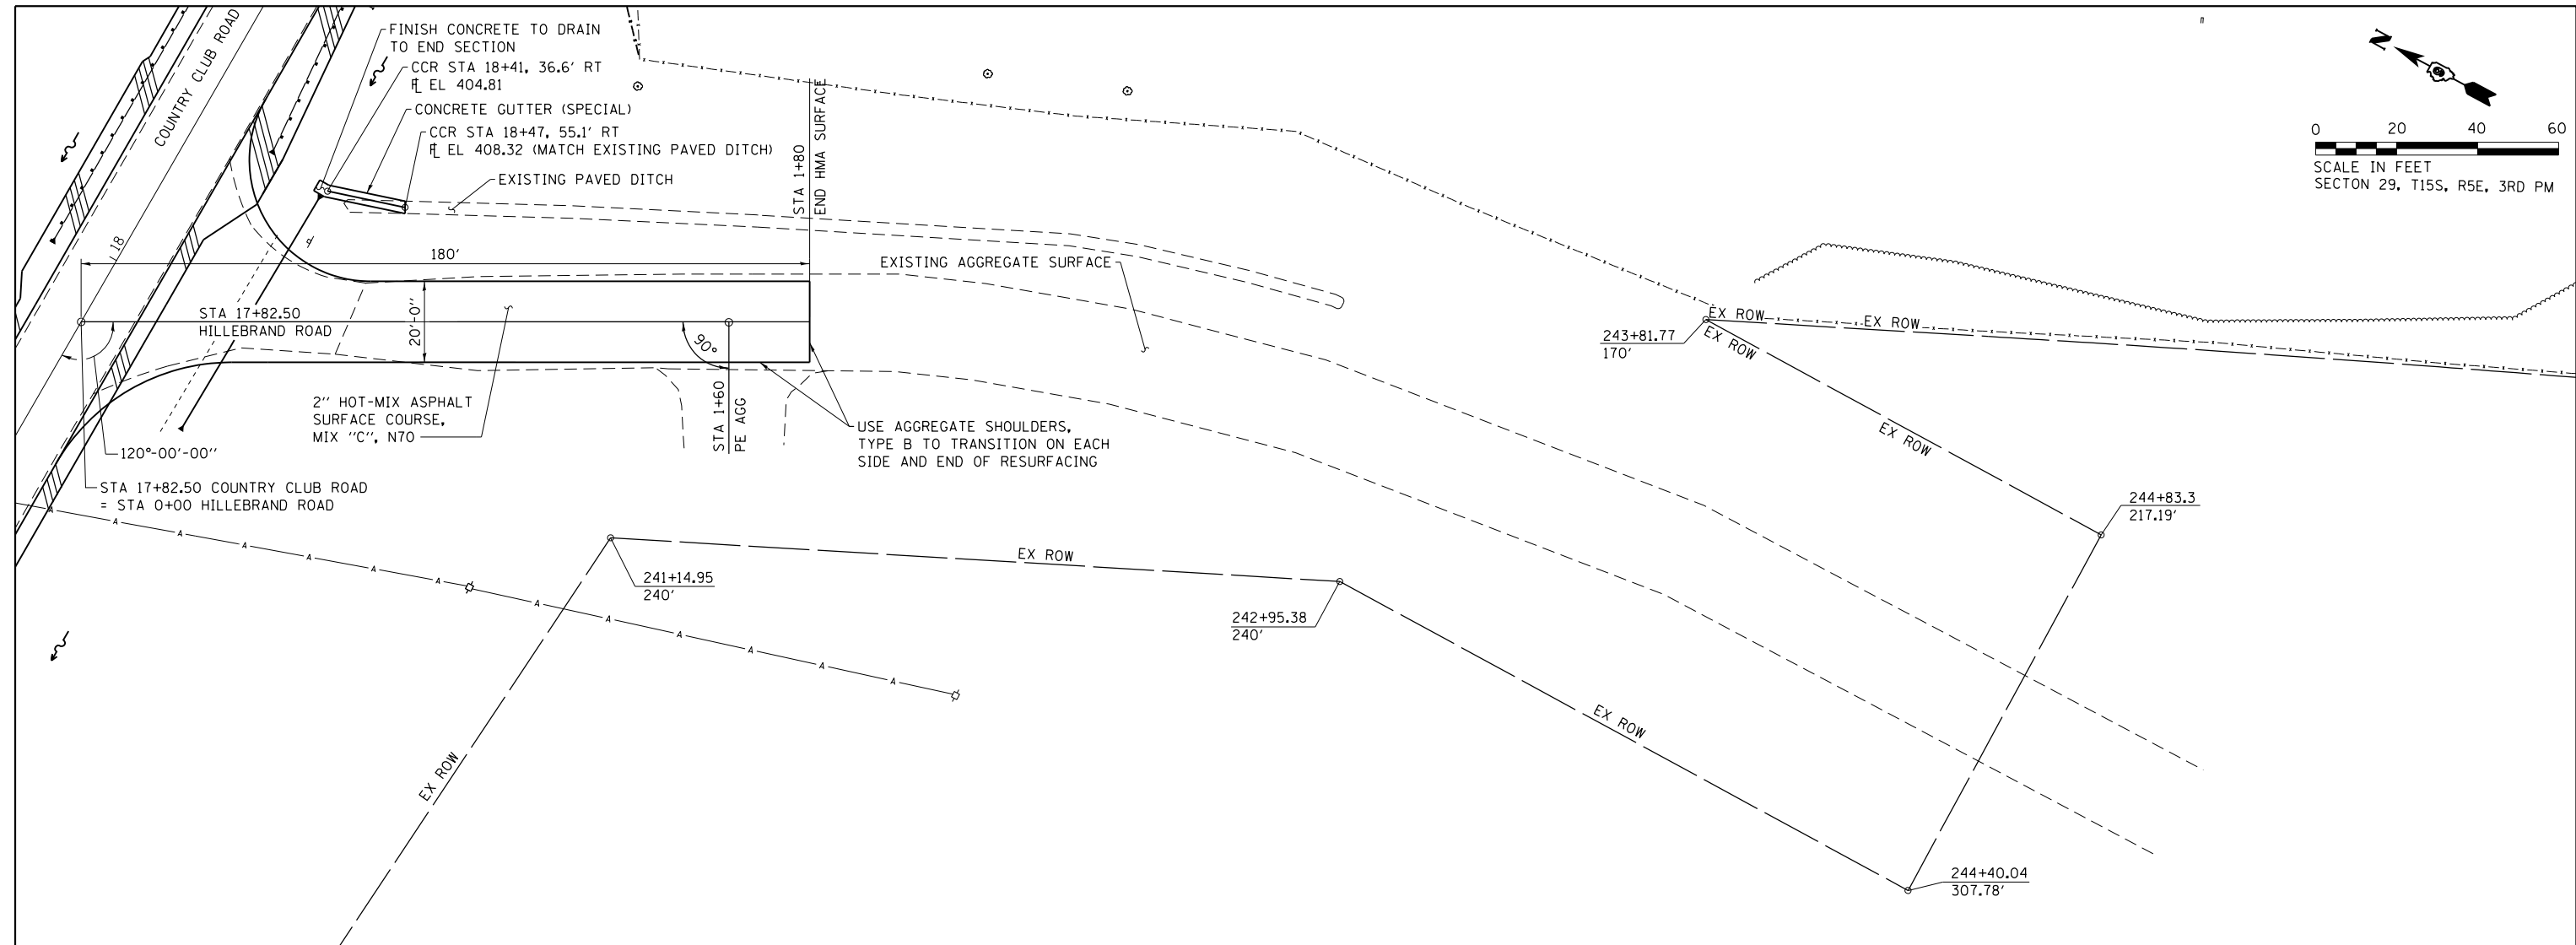 COUNTRY CLUB ROAD
FINISH CONCRETE TO DRAIN
TO END SECTION
CCR STA 18+41, 36.6' RT
FL EL 404.81
CONCRETE GUTTER (SPECIAL)
CCR STA 18+47, 55.1' RT
FL EL 408.32 (MATCH EXISTING PAVED DITCH)
EXISTING PAVED DITCH
STA 1+80
END HMA SURFACE
N
0 20 40 60
SCALE IN FEET
SECTON 29, T15S, R5E, 3RD PM
18
180'
EXISTING AGGREGATE SURFACE
STA 17+82.50
HILLEBRAND ROAD
20'-0"
90°
STA 1+60
PE AGG
2" HOT-MIX ASPHALT
SURFACE COURSE,
MIX "C", N70
USE AGGREGATE SHOULDERS,
TYPE B TO TRANSITION ON EACH
SIDE AND END OF RESURFACING
120°-00'-00"
STA 17+82.50 COUNTRY CLUB ROAD
= STA 0+00 HILLEBRAND ROAD
243+81.77
170'
EX ROW
EX ROW
EX ROW
EX ROW
244+83.3
217.19'
A
A
A
A
A
A
A
A
A
A
A
A
A
EX ROW
241+14.95
240'
242+95.38
240'
EX ROW
EX ROW
244+40.04
307.78'